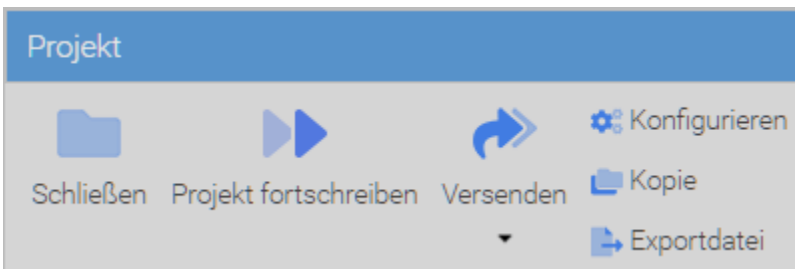 Projekt
Schließen Projekt fortschreiben Versenden
Konfigurieren
Kopie
Exportdatei